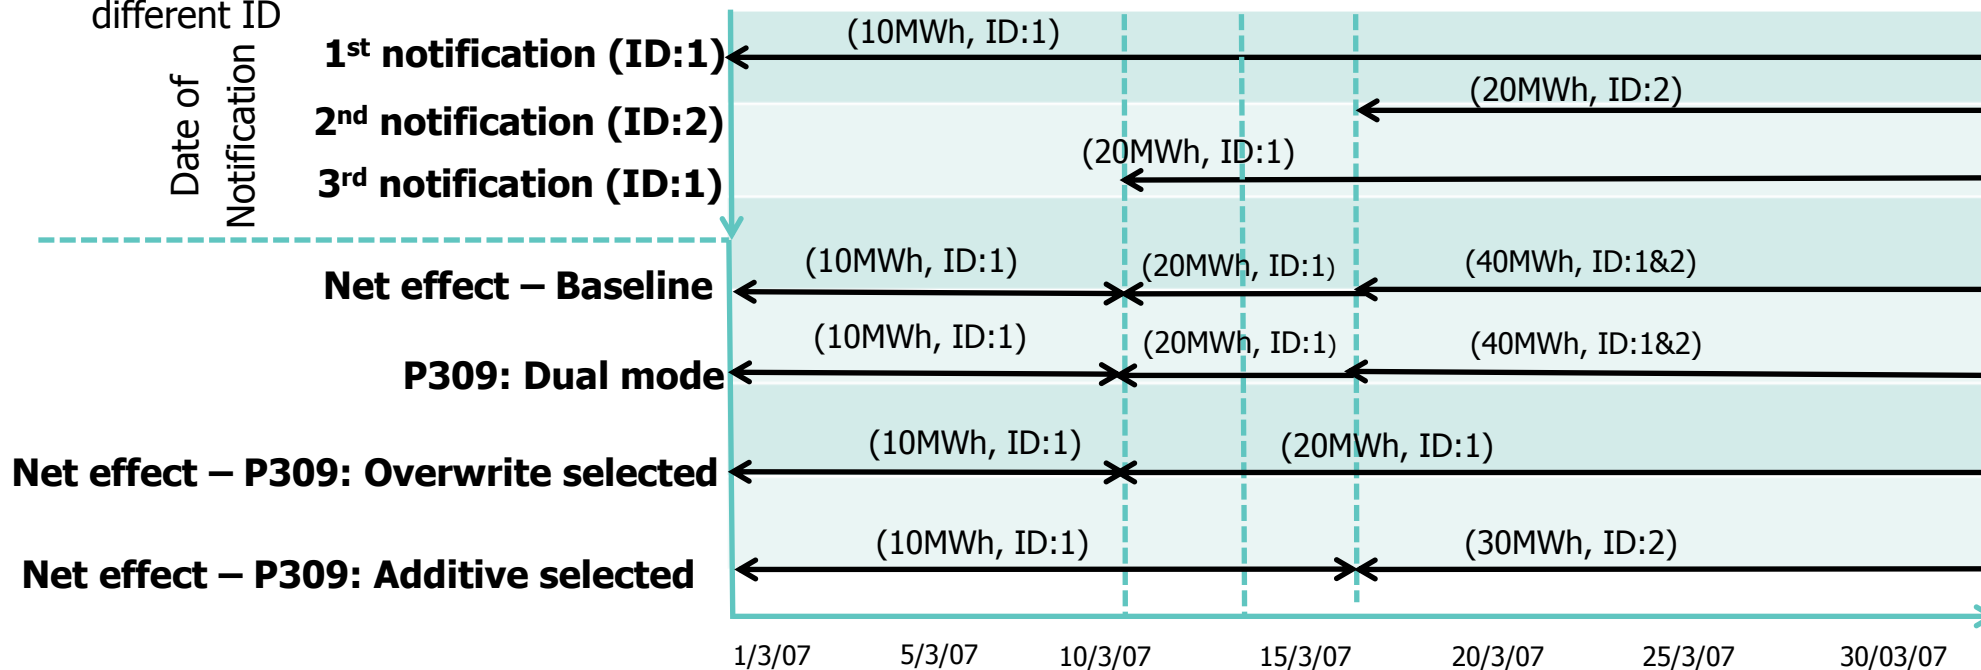 different ID
Date of
Notification
1st notification (ID:1)
(10MWh, ID:1)
2nd notification (ID:2)
(20MWh, ID:2)
3rd notification (ID:1)
(20MWh, ID:1)
Net effect – Baseline
(10MWh, ID:1)
(20MWh, ID:1)
(40MWh, ID:1&2)
P309: Dual mode
(10MWh, ID:1)
(20MWh, ID:1)
(40MWh, ID:1&2)
Net effect – P309: Overwrite selected
(10MWh, ID:1)
(20MWh, ID:1)
Net effect – P309: Additive selected
(10MWh, ID:1)
(30MWh, ID:2)
1/3/07 5/3/07 10/3/07 15/3/07 20/3/07 25/3/07 30/03/07